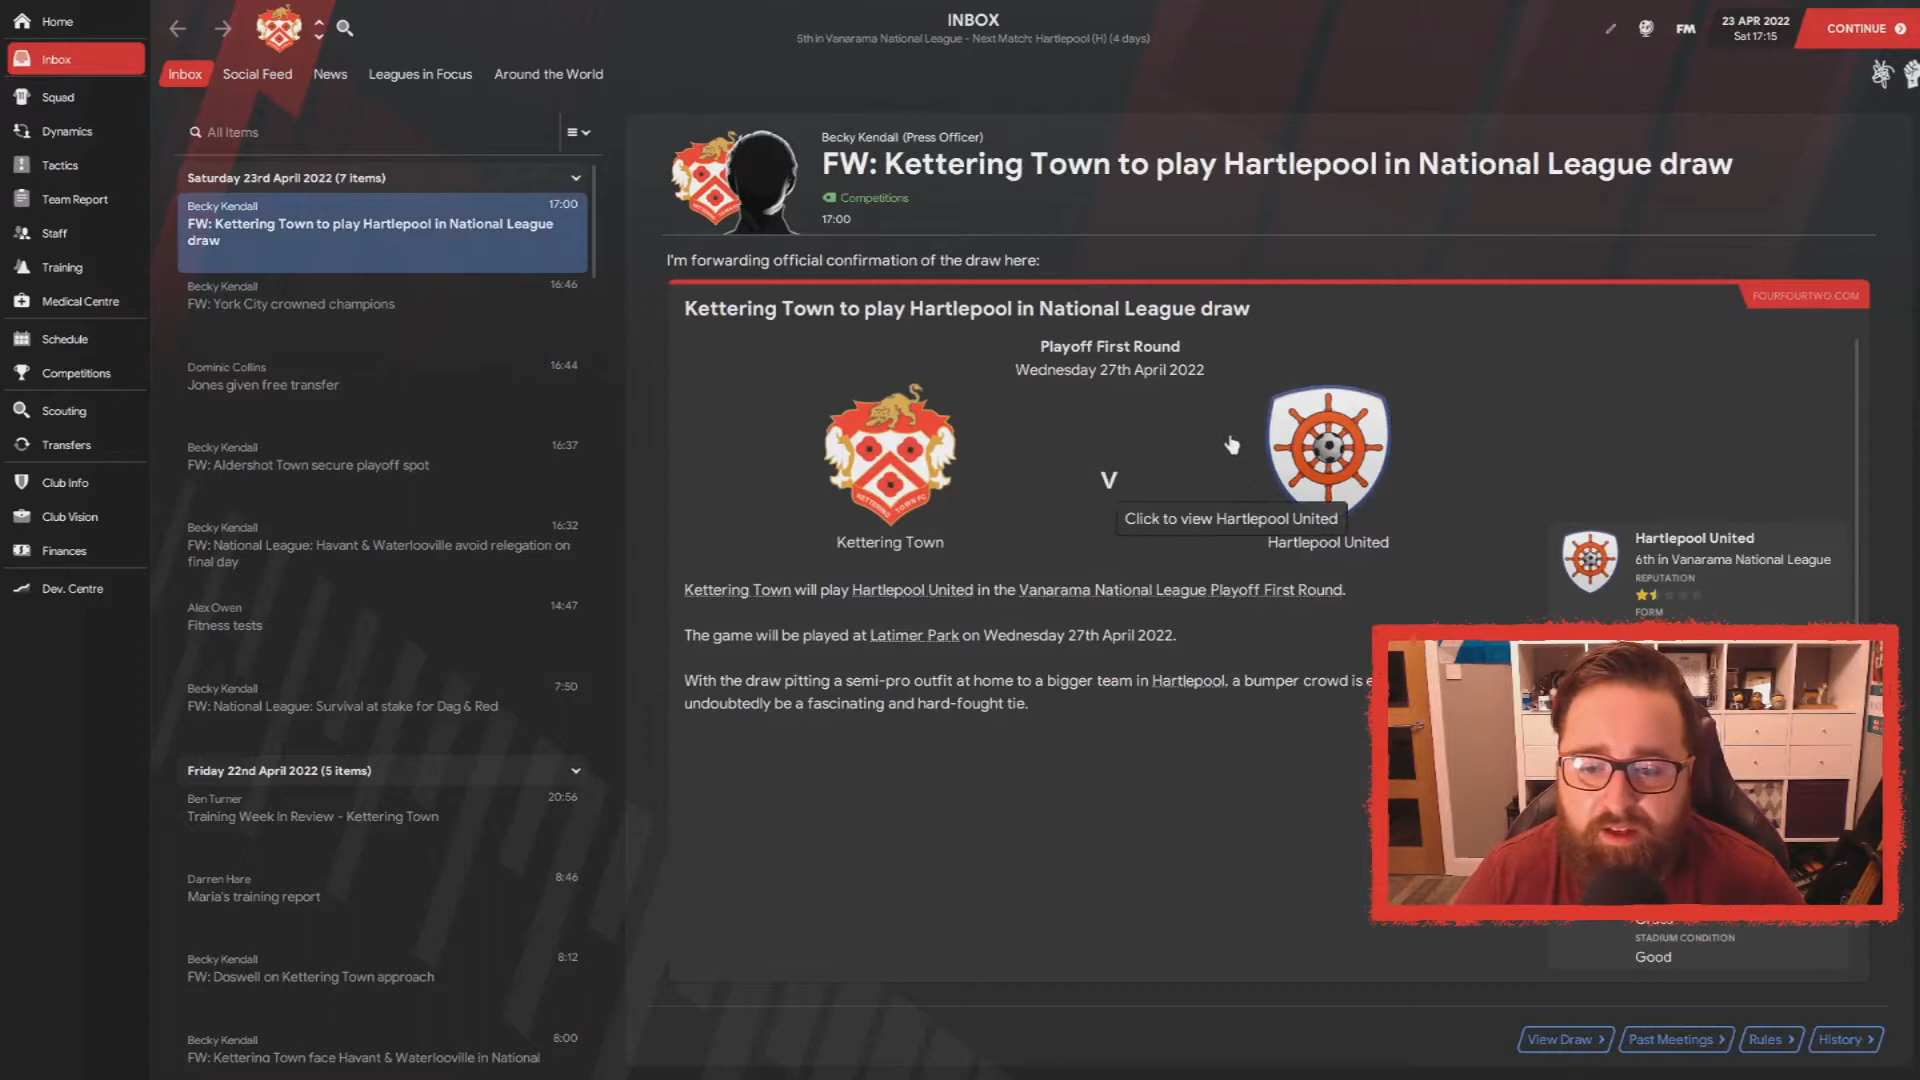 Home
Inbox
Squad
Dynamics
Tactics
Team Report
Staff
Training
Medical Centre
Schedule
Competitions
Scouting
Transfers
Club Info
Club Vision
Finances
Dev. Centre
INBOX
5th in Vanarama National League - Next Match: Hartlepool (H) (4 days)
FM
23 APR 2022
Sat 17:15
CONTINUE
Inbox
Social Feed
News
Leagues in Focus
Around the World
All Items
Saturday 23rd April 2022 (7 items)
Becky Kendall
17:00
FW: Kettering Town to play Hartlepool in National League
draw
Becky Kendall
16:46
FW: York City crowned champions
Dominic Collins
16:44
Jones given free transfer
Becky Kendall
16:37
FW: Aldershot Town secure playoff spot
Becky Kendall
16:32
FW: National League: Havant & Waterlooville avoid relegation on
final day
Alex Owen
14:47
Fitness tests
Becky Kendall
7:50
FW: National League: Survival at stake for Dag & Red
Friday 22nd April 2022 (5 items)
Ben Turner
20:56
Training Week In Review - Kettering Town
Darren Hare
8:46
Maria's training report
Becky Kendall
8:12
FW: Doswell on Kettering Town approach
Becky Kendall
8:00
FW: Kettering Town face Havant & Waterlooville in National
Becky Kendall (Press Officer)
FW: Kettering Town to play Hartlepool in National League draw
Competitions
17:00
I'm forwarding official confirmation of the draw here:
FOURFOURTWO.COM
Kettering Town to play Hartlepool in National League draw
Playoff First Round
Wednesday 27th April 2022
KETTERING TOWN FC
V
Click to view Hartlepool United
Kettering Town
Hartlepool United
Kettering Town will play Hartlepool United in the Vanarama National League Playoff First Round.
The game will be played at Latimer Park on Wednesday 27th April 2022.
With the draw pitting a semi-pro outfit at home to a bigger team in Hartlepool, a bumper crowd is
undoubtedly be a fascinating and hard-fought tie.
Hartlepool United
6th in Vanarama National League
REPUTATION
FORM
STADIUM CONDITION
Good
View Draw
Past Meetings
Rules
History